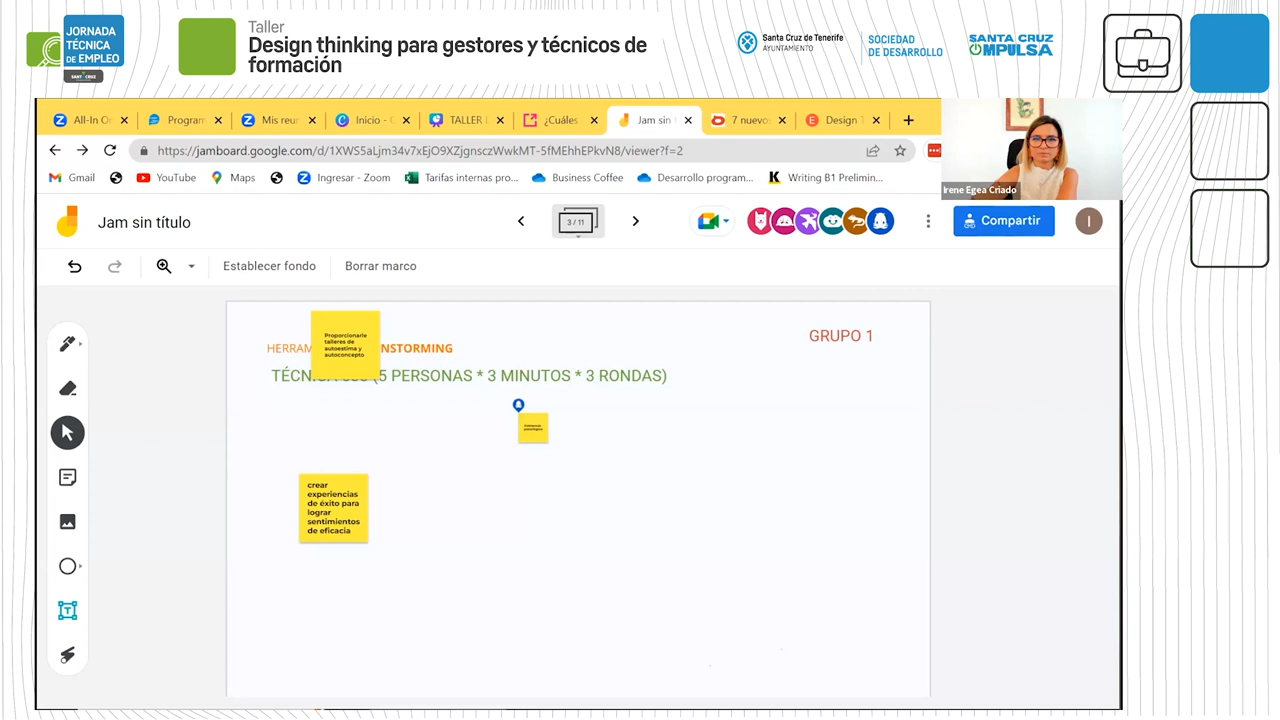 JORNADA
TÉCNICA
DE EMPLEO
Taller
Design thinking para gestores y técnicos de
formación
Santa Cruz de Tenerife
AYUNTAMIENTO
SOCIEDAD
DE DESARROLLO
SANTA CRUZ
MPULSA
All-In O
Program
Mis reur
Inicio - C
TALLER I
¿Cuáles
Jam sin t
7 nuevos
Design T
https://jamboard.google.com/d/1XWS5aLjm34v7xEjO9XZjgnsczWwkMT-5fMEhhEPkvN8/viewer?f=2
Gmail
YouTube
Maps
Ingresar - Zoom
Tarifas internas pro...
Business Coffee
Desarrollo program...
Writing B1 Prelimin...
Irene Egea Criado
Jam sin título
3 / 11
Compartir
I
Establecer fondo
Borrar marco
Proporcionarle
talleres de
autoestima y
autoconcepto
HERRAM
NSTORMING
GRUPO 1
TÉCN
(5 PERSONAS * 3 MINUTOS * 3 RONDAS)
crear
experiencias
de éxito para
lograr
sentimientos
de eficacia